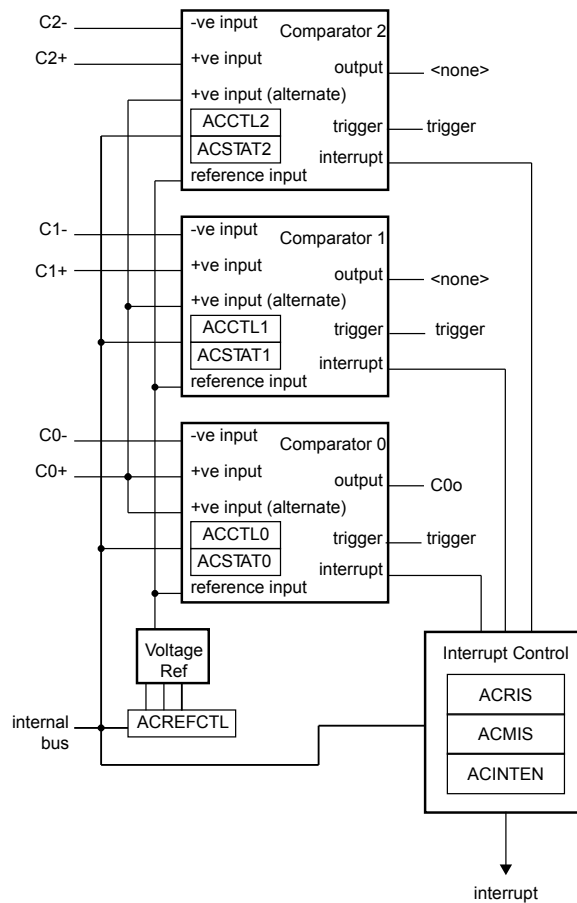 C2-
-ve input
Comparator 2
C2+
+ve input
output
<none>
+ve input (alternate)
ACCTL2
trigger
trigger
ACSTAT2
interrupt
reference input
C1-
-ve input
Comparator 1
C1+
+ve input
output
<none>
+ve input (alternate)
ACCTL1
trigger
trigger
ACSTAT1
interrupt
reference input
C0-
-ve input
Comparator 0
C0+
+ve input
output
C0o
+ve input (alternate)
ACCTL0
trigger
trigger
ACSTAT0
interrupt
reference input
Voltage
Ref
Interrupt Control
ACRIS
internal
bus
ACREFCTL
ACMIS
ACINTEN
interrupt